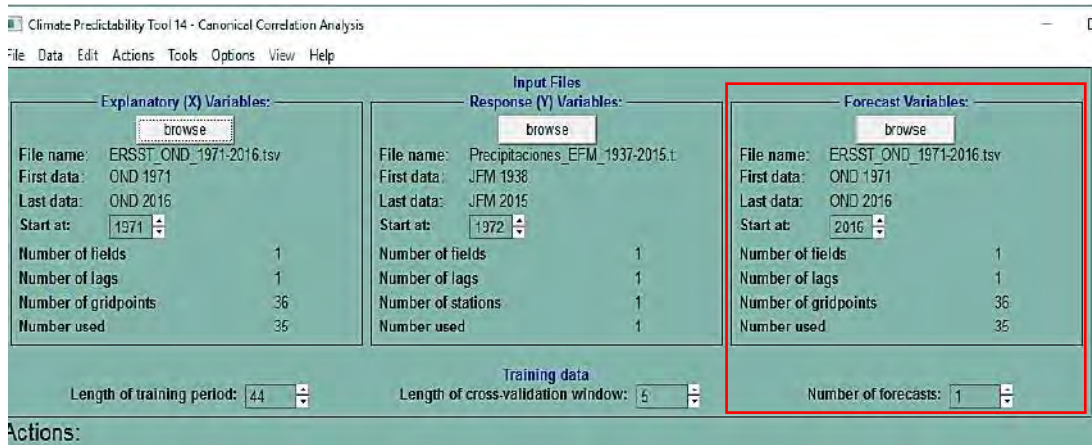 Climate Predictability Tool 14 - Canonical Correlation Analysis
File Data Edit Actions Tools Options View Help
Input Files
Explanatory (X) Variables:
browse
File name: ERSST_OND_1971-2016.tsv
First data: OND 1971
Last data: OND 2016
Start at: 1971
Number of fields 1
Number of lags 1
Number of gridpoints 36
Number used 35
Response (Y) Variables:
browse
File name: Precipitaciones_EFM_1937-2015.t
First data: JFM 1938
Last data: JFM 2015
Start at: 1972
Number of fields 1
Number of lags 1
Number of stations 1
Number used 1
Forecast Variables:
browse
File name: ERSST_OND_1971-2016.tsv
First data: OND 1971
Last data: OND 2016
Start at: 2016
Number of fields 1
Number of lags 1
Number of gridpoints 36
Number used 35
Training data
Length of training period: 44
Length of cross-validation window: 5
Number of forecasts: 1
Actions: